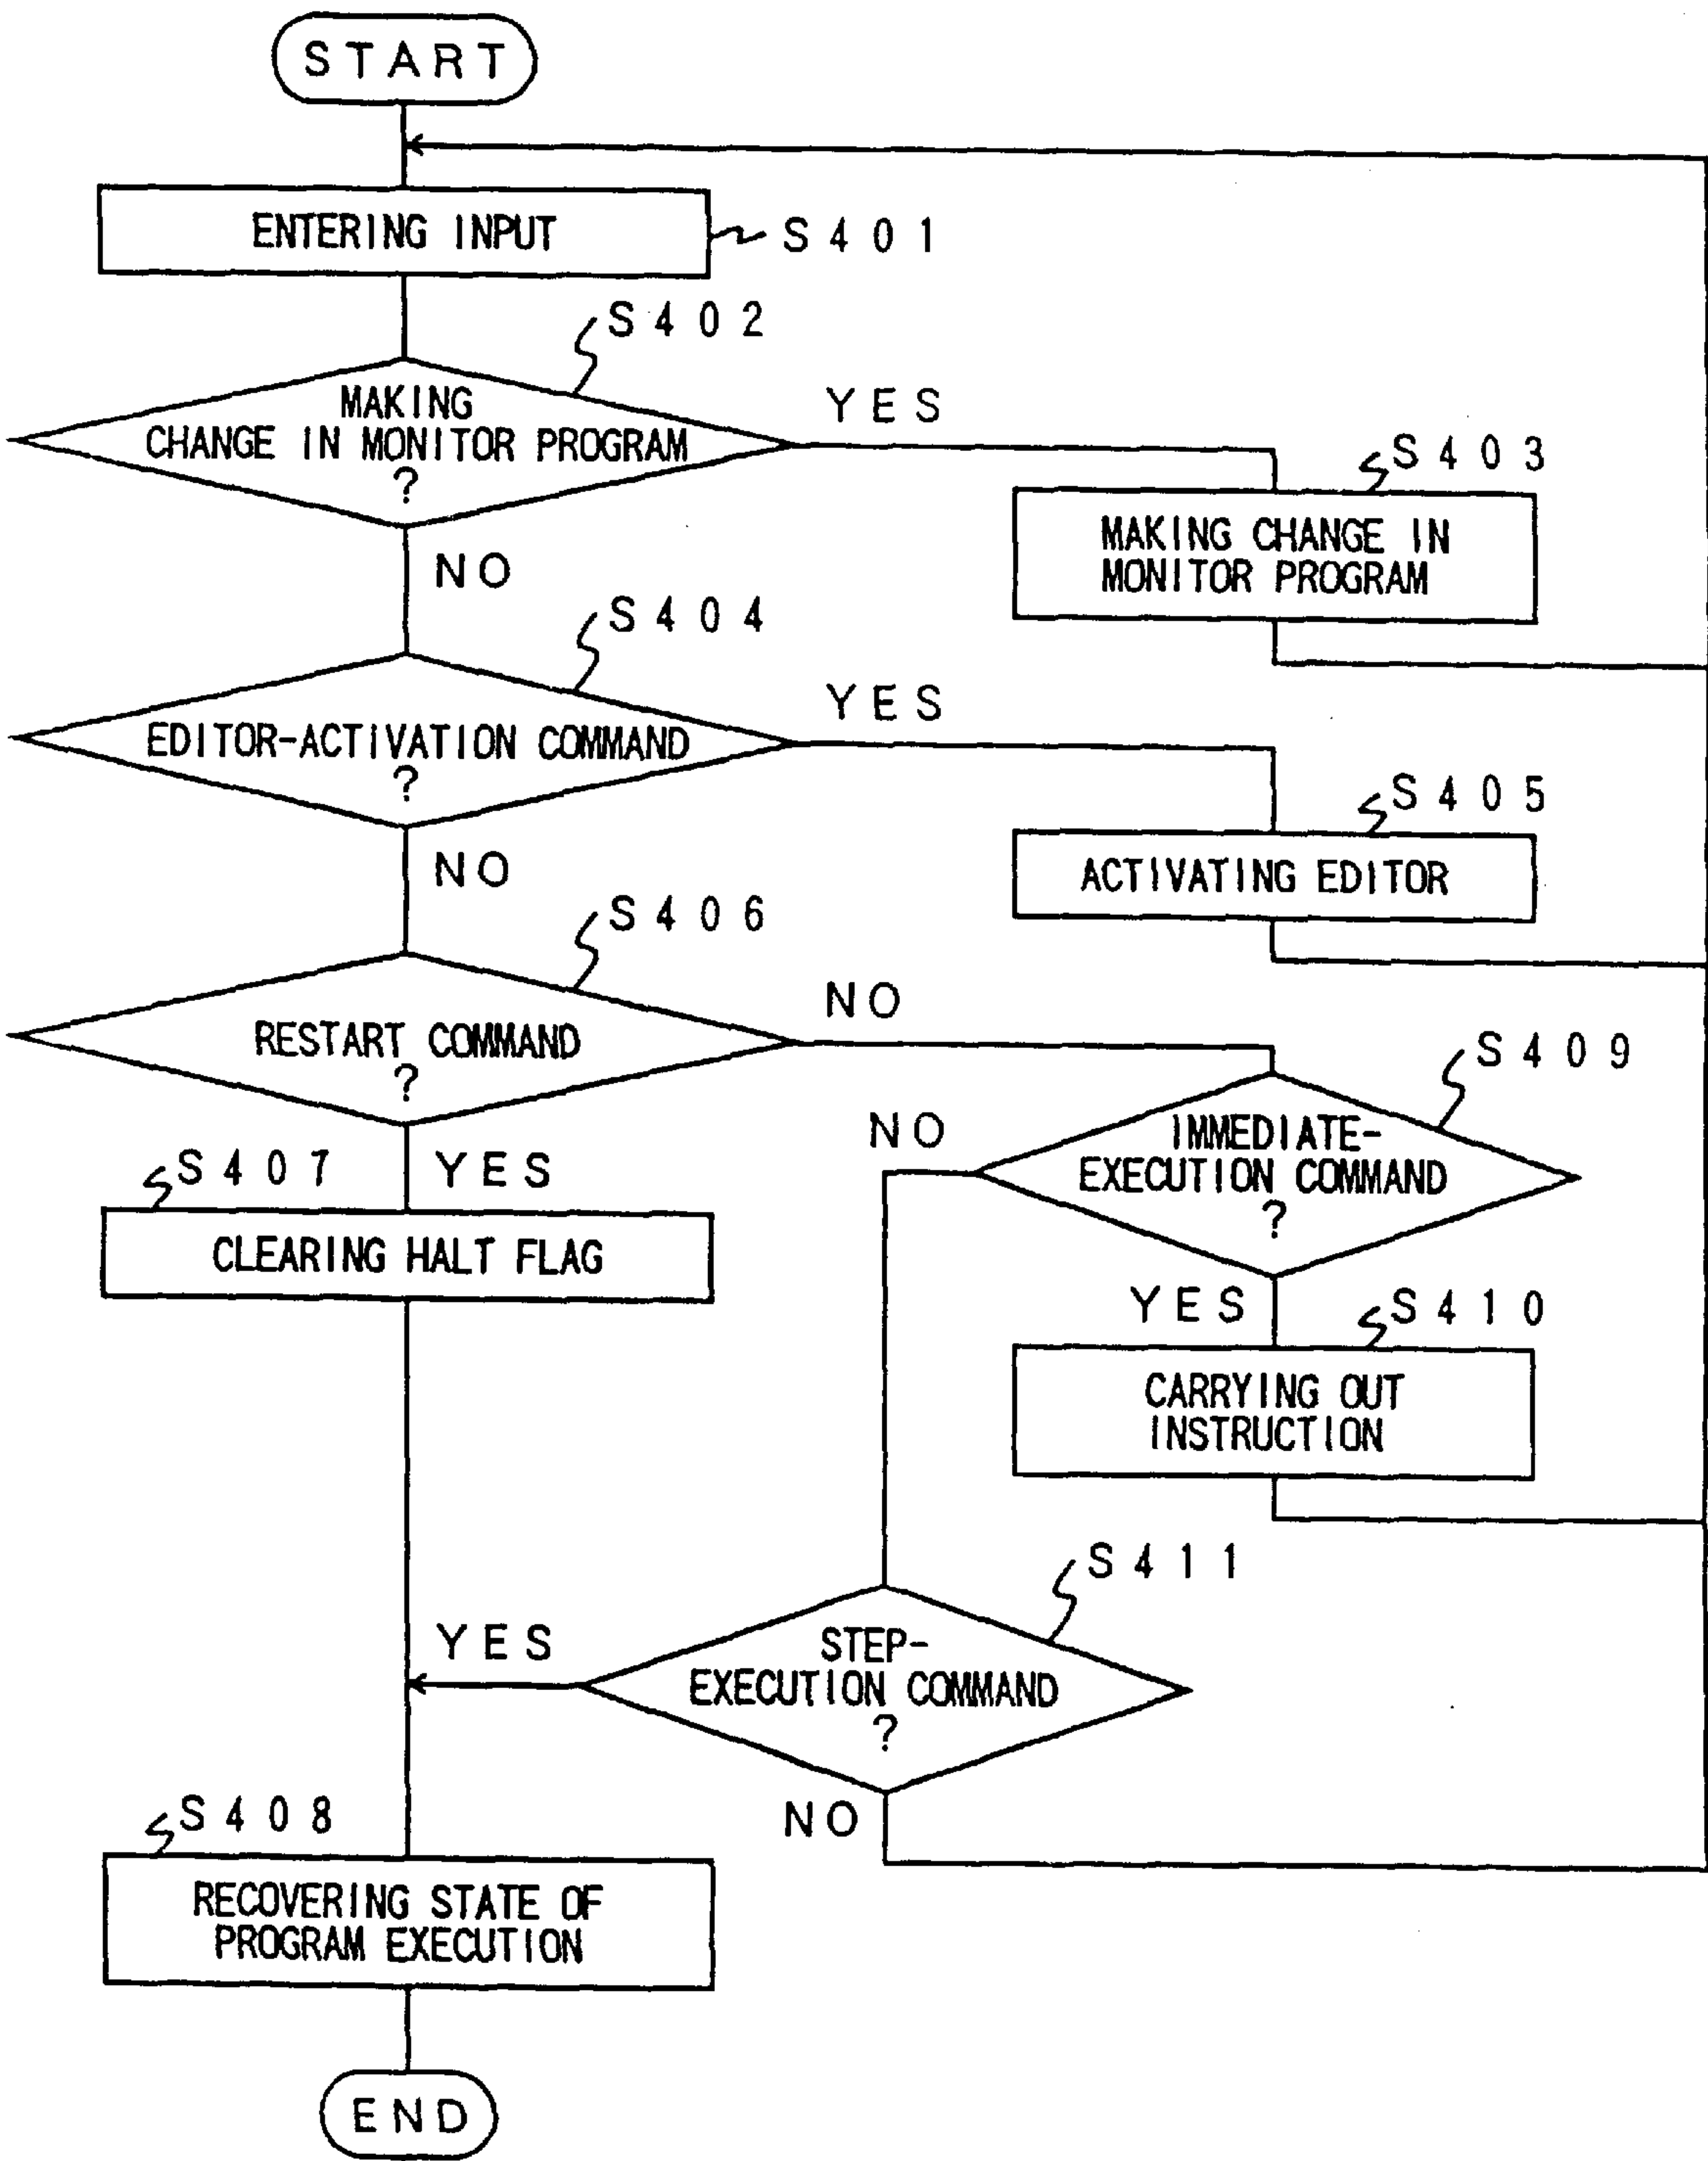 START
ENTERING INPUT
S401
S402
MAKING
CHANGE IN MONITOR PROGRAM
?
YES
NO
S403
MAKING CHANGE IN
MONITOR PROGRAM
S404
EDITOR-ACTIVATION COMMAND
?
YES
NO
S405
ACTIVATING EDITOR
S406
RESTART COMMAND
?
NO
YES
S407
CLEARING HALT FLAG
S409
IMMEDIATE-
EXECUTION COMMAND
?
NO
YES
S410
CARRYING OUT
INSTRUCTION
S411
STEP-
EXECUTION COMMAND
?
YES
NO
S408
RECOVERING STATE OF
PROGRAM EXECUTION
END